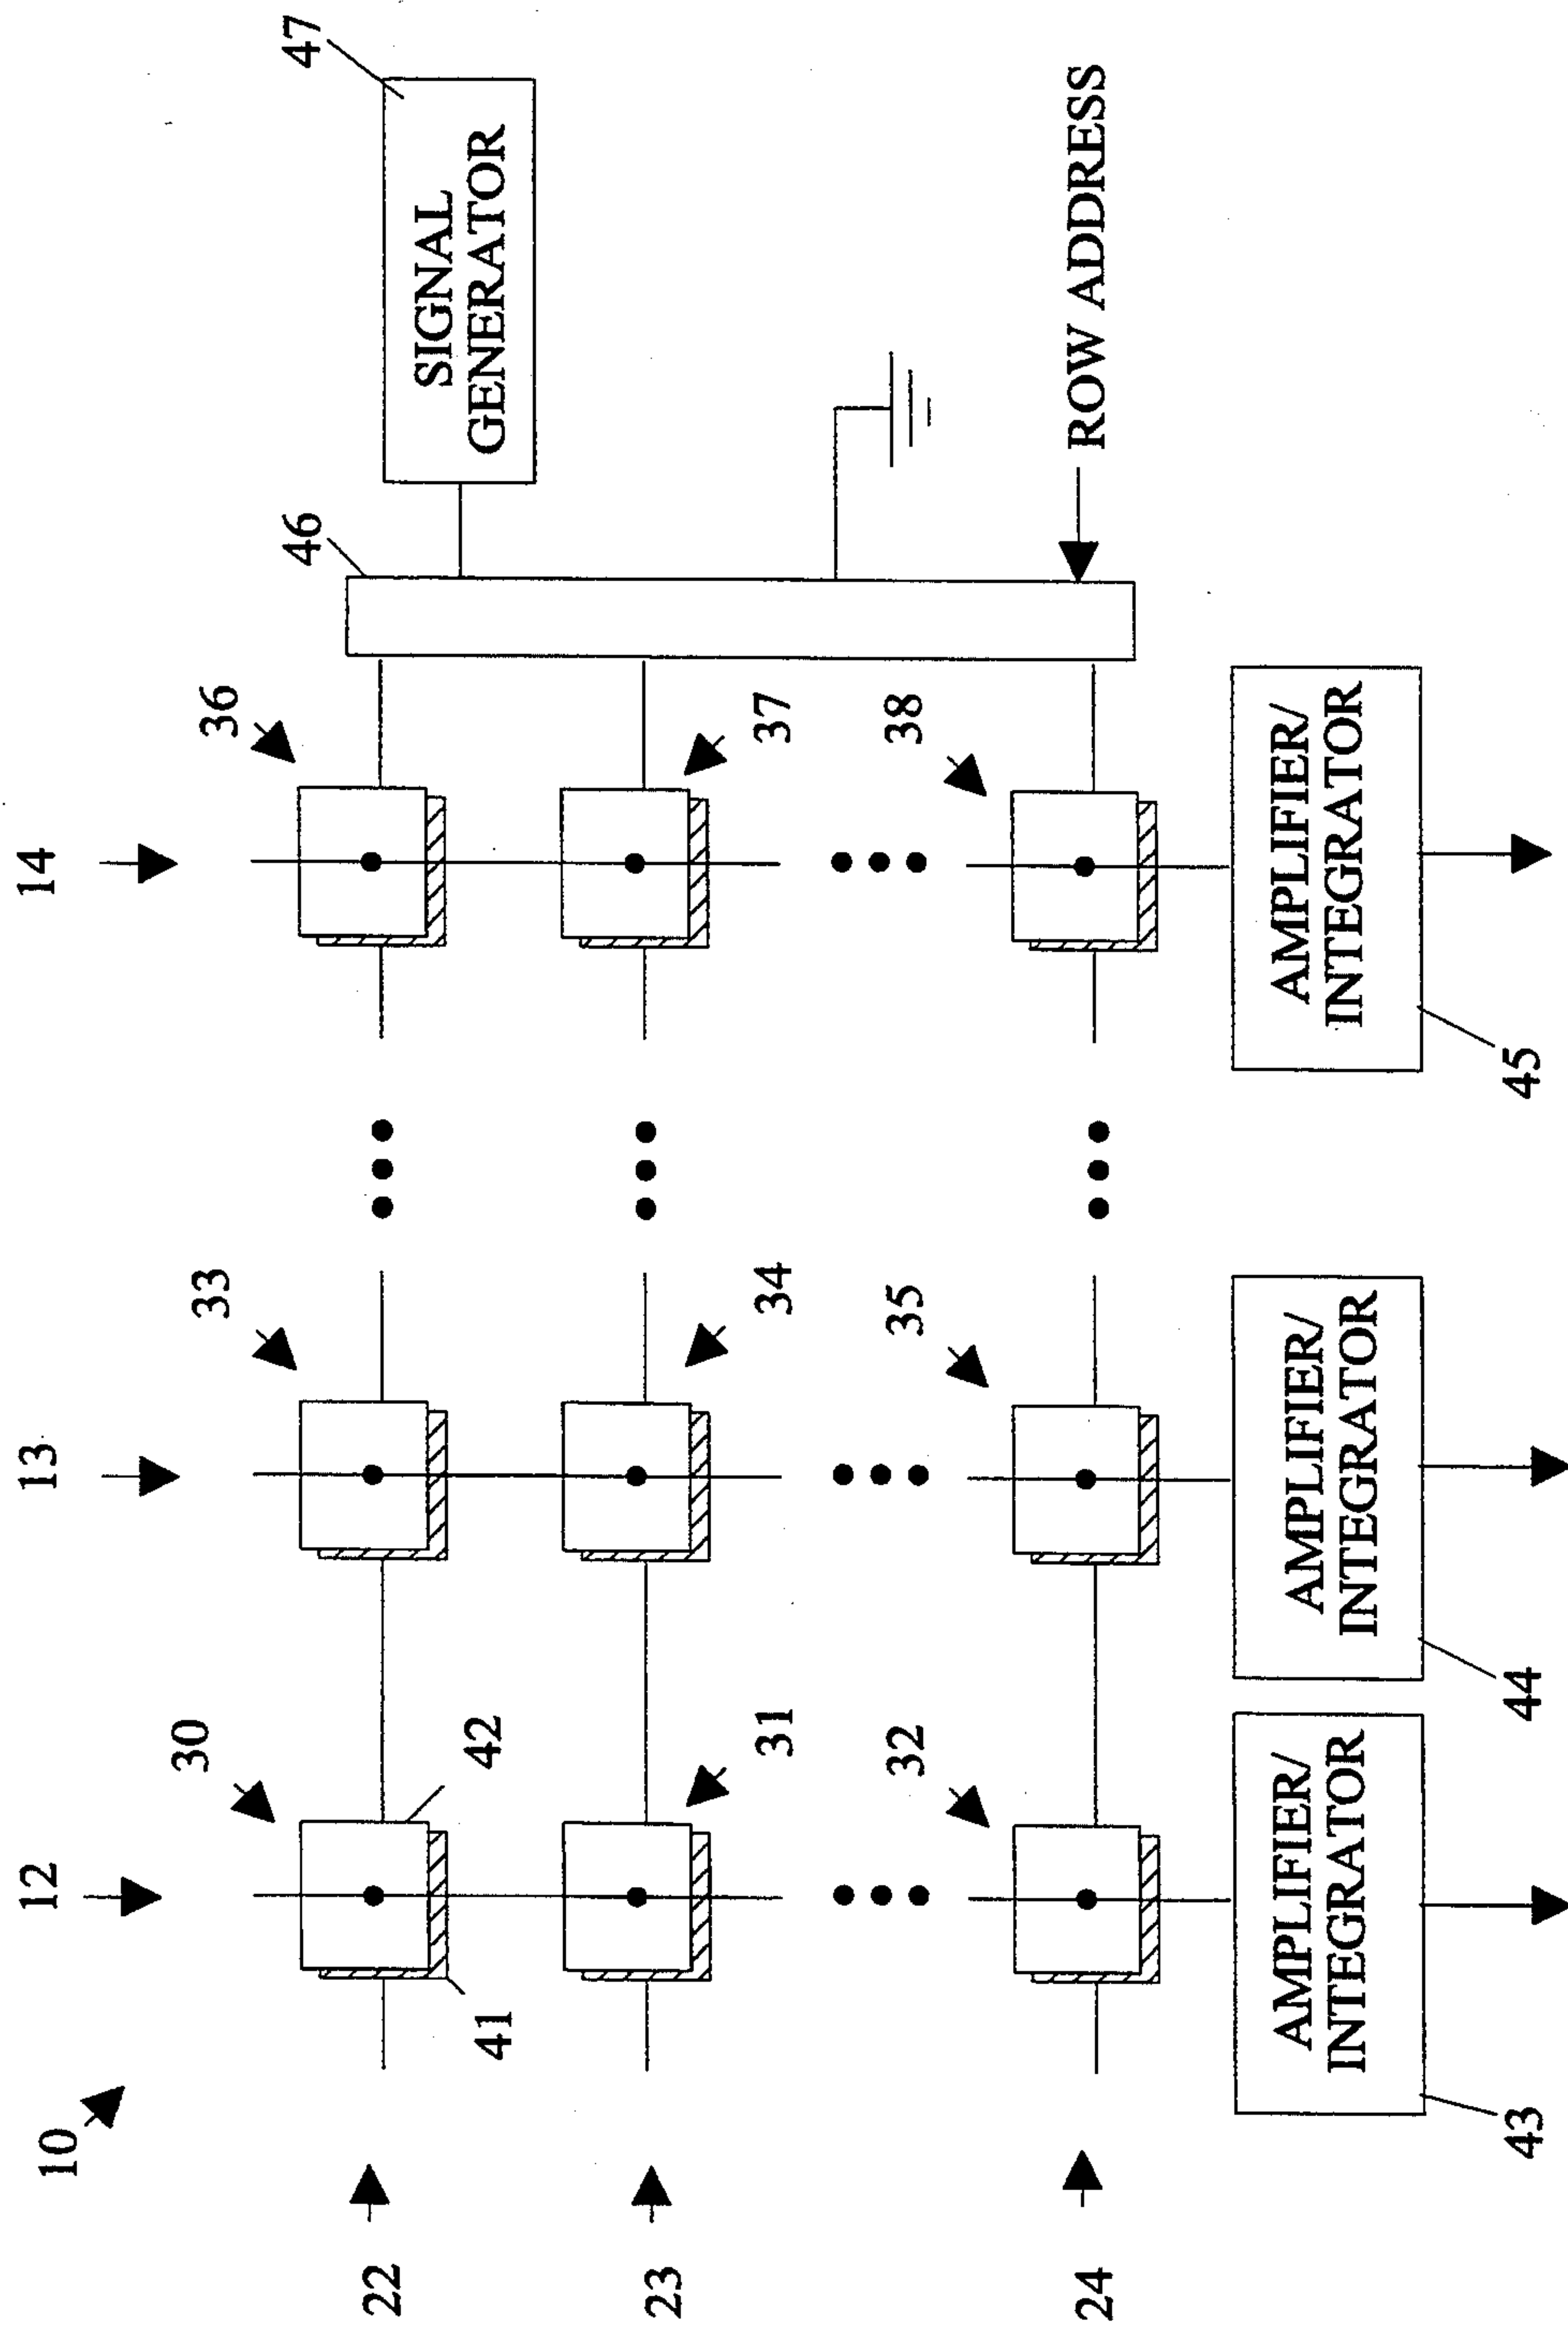 10
12
13
14
22
23
24
30
33
36
46
47
SIGNAL
GENERATOR
41
42
31
34
37
32
35
38
ROW ADDRESS
AMPLIFIER/
INTEGRATOR
AMPLIFIER/
INTEGRATOR
AMPLIFIER/
INTEGRATOR
43
44
45